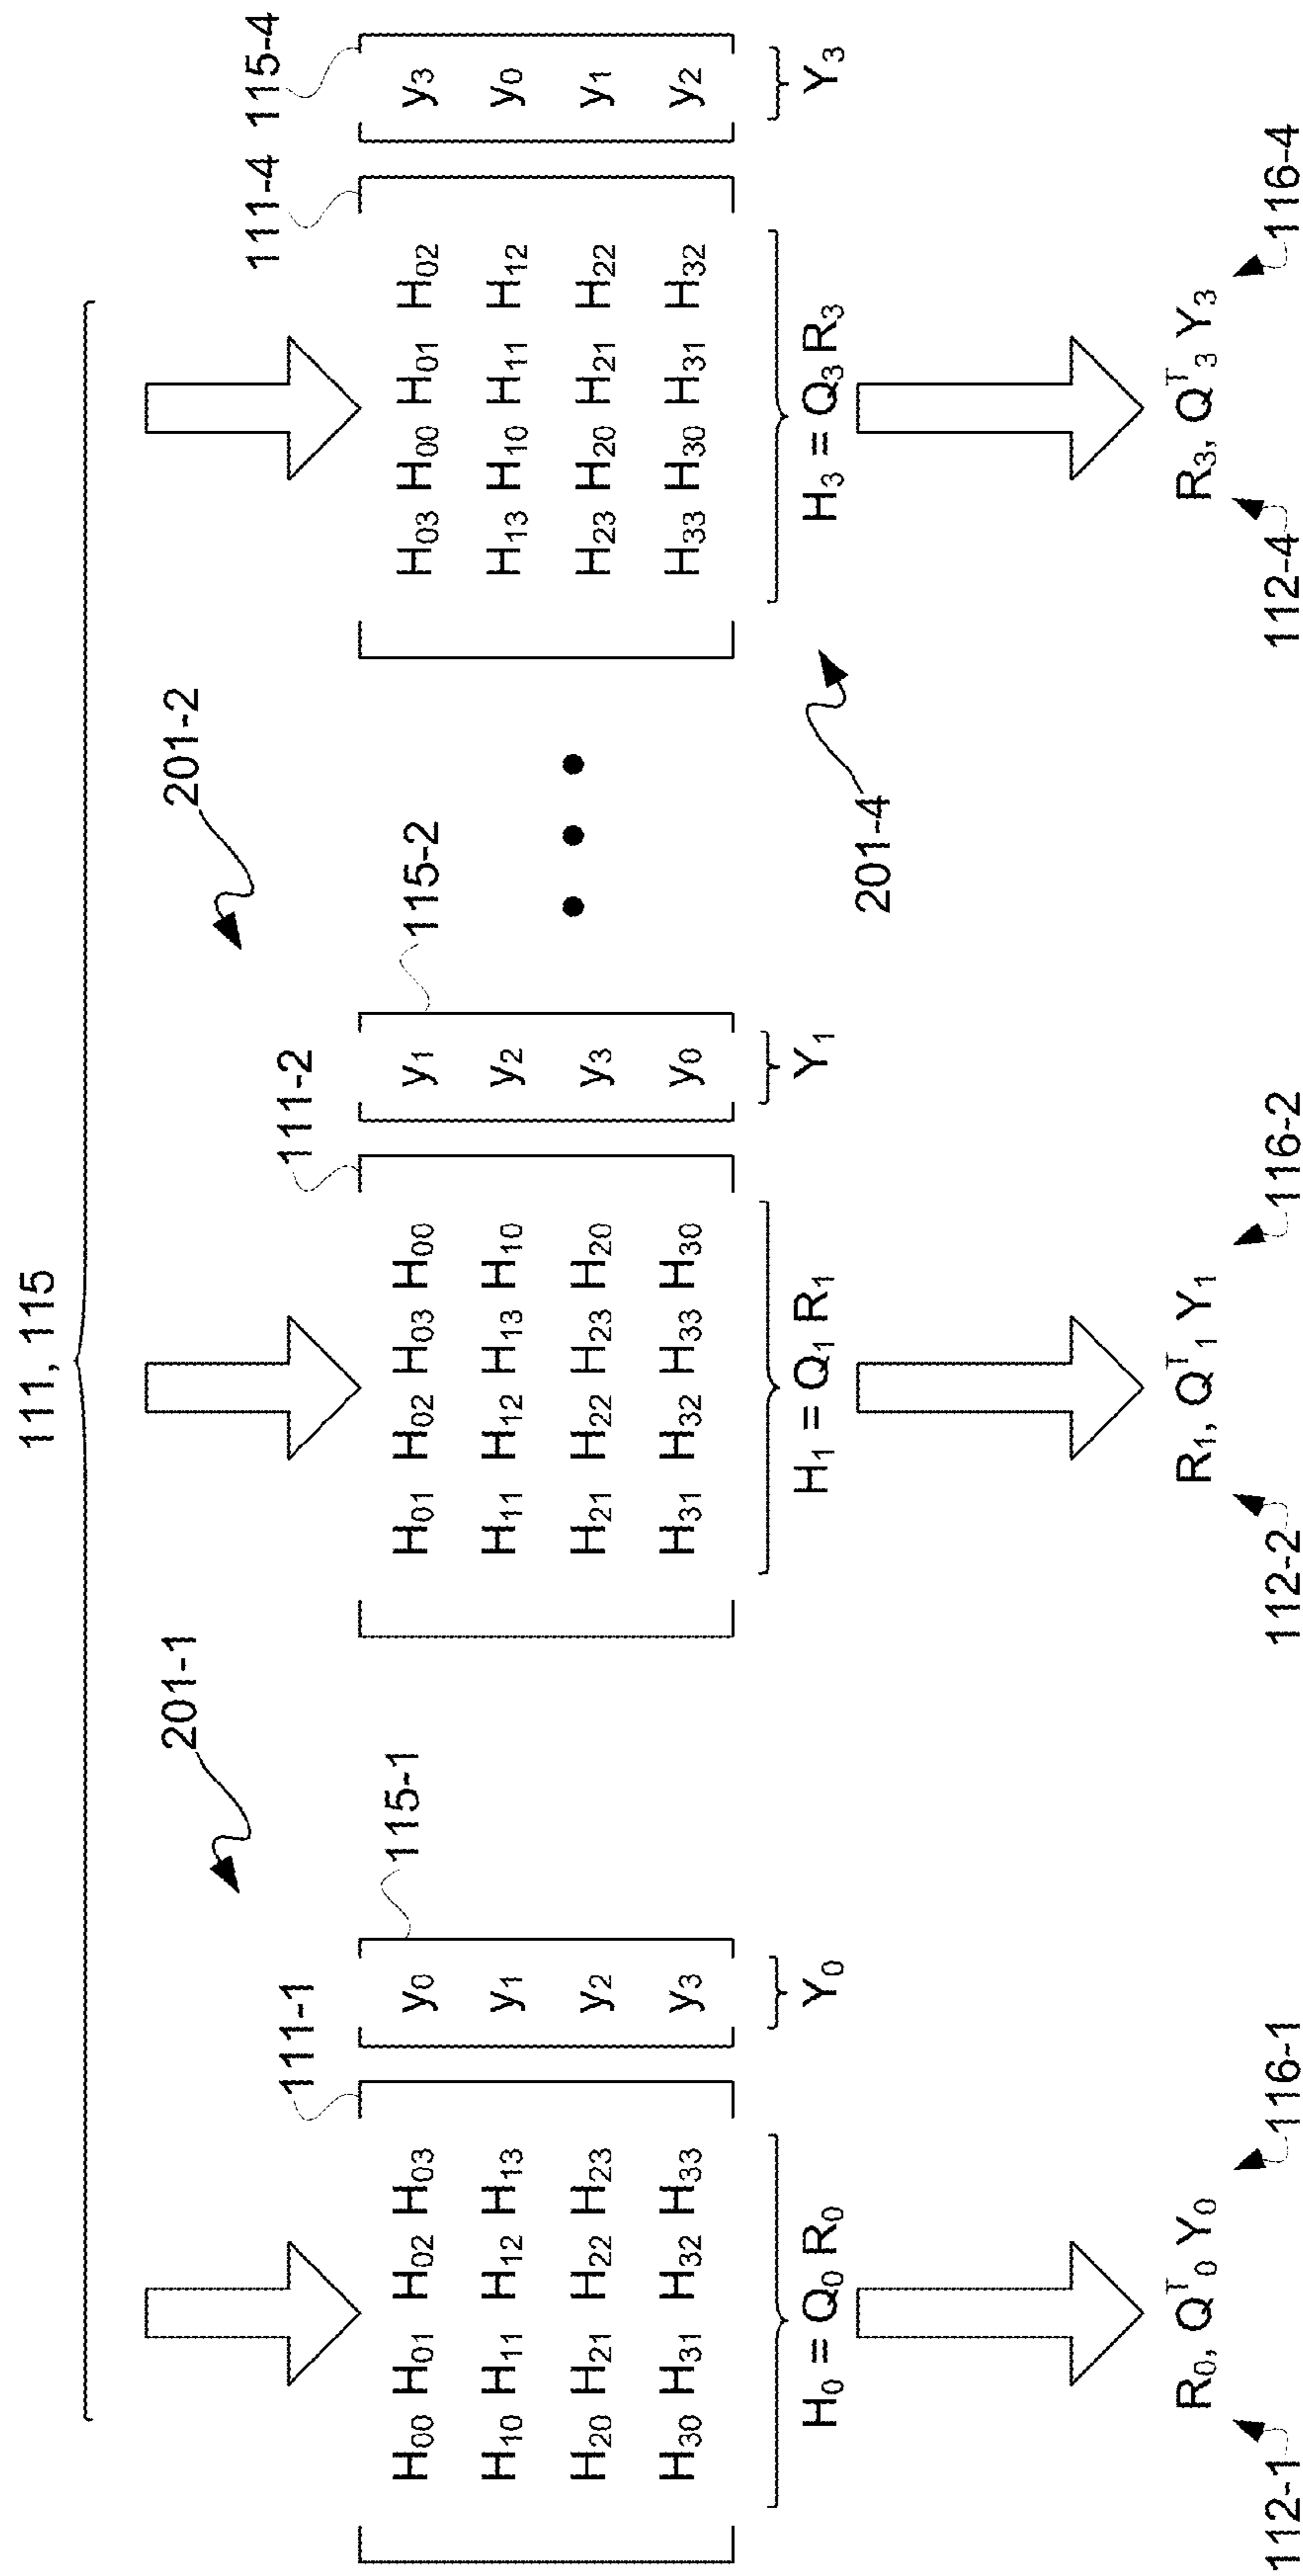 111, 115
201-1
201-2
111-1
115-1
111-2
115-2
111-4
115-4
H₀₀ H₀₁ H₀₂ H₀₃
H₁₀ H₁₁ H₁₂ H₁₃
H₂₀ H₂₁ H₂₂ H₂₃
H₃₀ H₃₁ H₃₂ H₃₃
y₀
y₁
y₂
y₃
H₀ = Q₀ R₀
Y₀
H₀₁ H₀₂ H₀₃ H₀₀
H₁₁ H₁₂ H₁₃ H₁₀
H₂₁ H₂₂ H₂₃ H₂₀
H₃₁ H₃₂ H₃₃ H₃₀
y₁
y₂
y₃
y₀
H₁ = Q₁ R₁
Y₁
H₀₃ H₀₀ H₀₁ H₀₂
H₁₃ H₁₀ H₁₁ H₁₂
H₂₃ H₂₀ H₂₁ H₂₂
H₃₃ H₃₀ H₃₁ H₃₂
y₃
y₀
y₁
y₂
H₃ = Q₃ R₃
Y₃
201-4
R₀, Qᵀ₀ Y₀
R₁, Qᵀ₁ Y₁
R₃, Qᵀ₃ Y₃
112-1
116-1
112-2
116-2
112-4
116-4